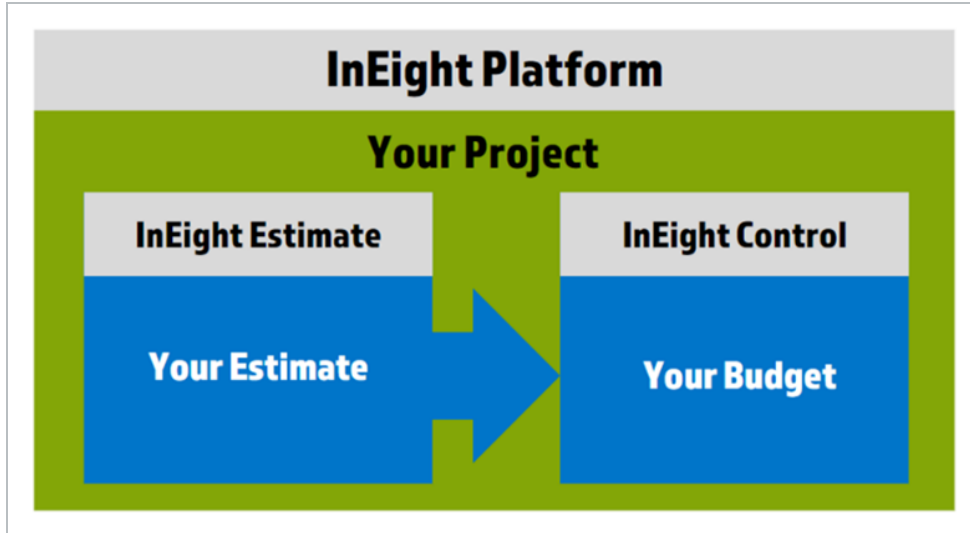 InEight Platform
Your Project
InEight Estimate
InEight Control
Your Estimate
Your Budget